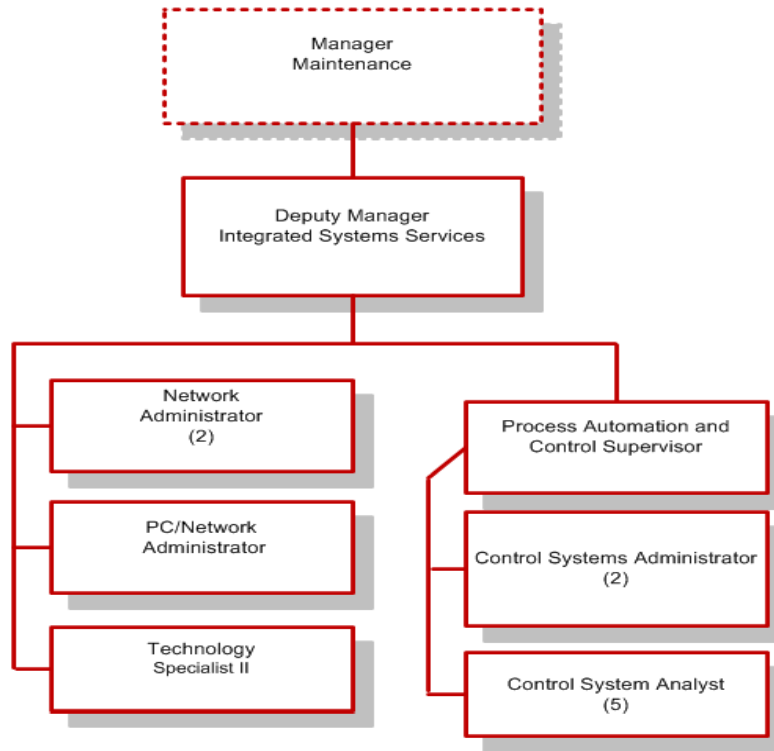 Manager
Maintenance
Deputy Manager
Integrated Systems Services
Network
Administrator
(2)
PC/Network
Administrator
Technology
Specialist II
Process Automation and
Control Supervisor
Control Systems Administrator
(2)
Control System Analyst
(5)